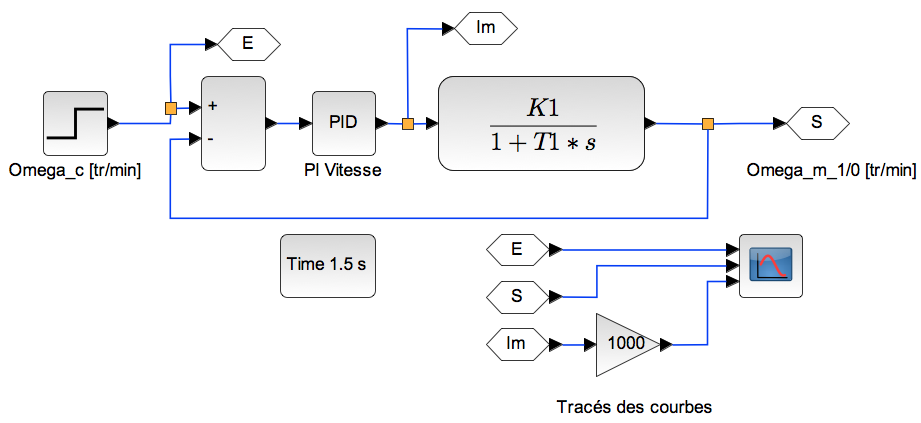 E
Im
+
-
PID
K1
1 + T1 * s
S
Omega_c [tr/min]
PI Vitesse
Omega_m_1/0 [tr/min]
Time 1.5 s
E
S
Im
1000
Tracés des courbes